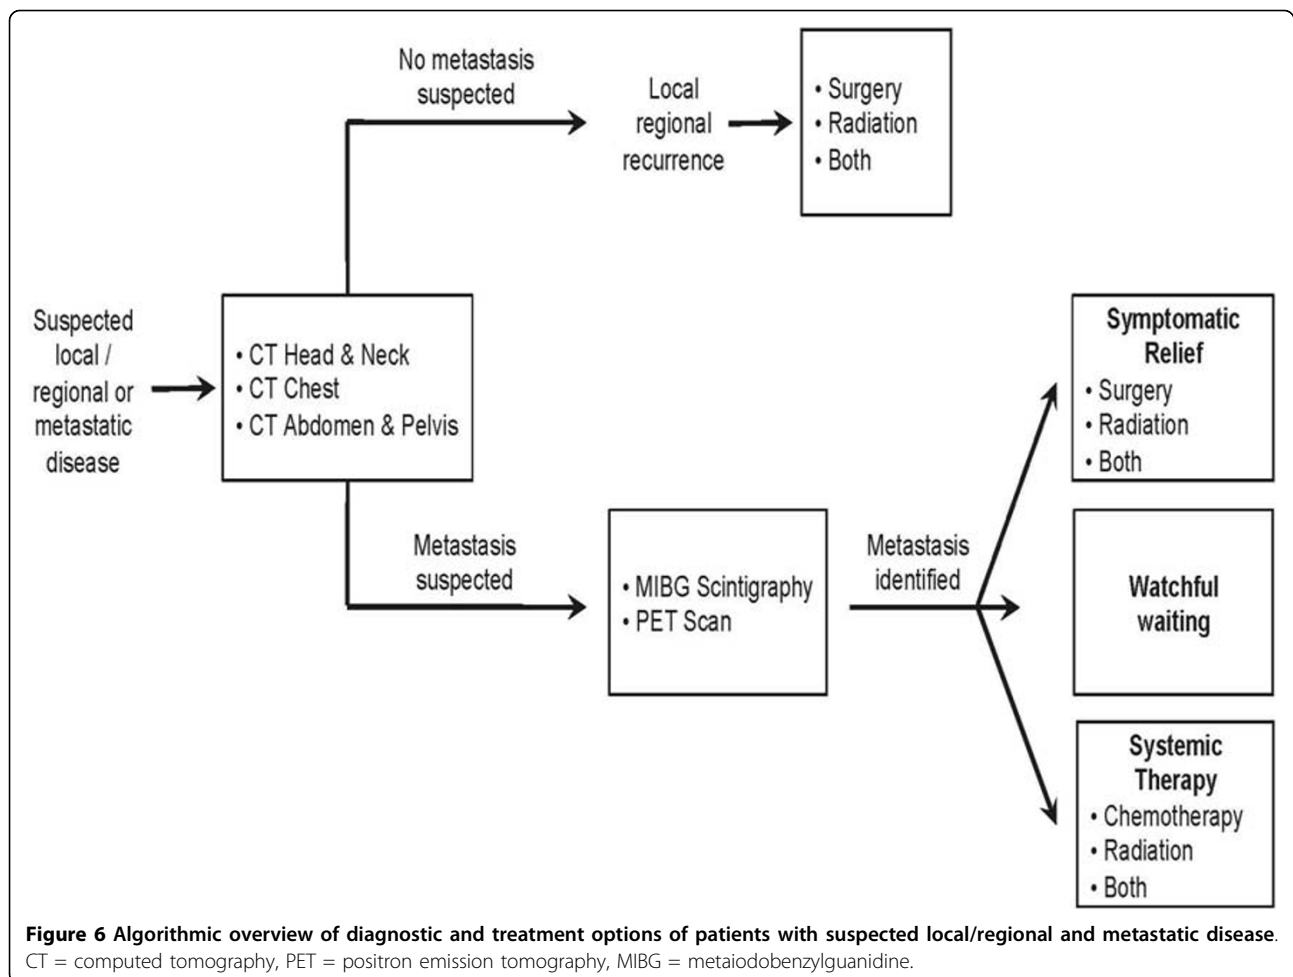 No metastasis
suspected
Local
regional
recurrence
• Surgery
• Radiation
• Both
Suspected
local /
regional or
metastatic
disease
• CT Head & Neck
• CT Chest
• CT Abdomen & Pelvis
Metastasis
suspected
• MIBG Scintigraphy
• PET Scan
Metastasis
identified
Symptomatic
Relief
• Surgery
• Radiation
• Both
Watchful
waiting
Systemic
Therapy
• Chemotherapy
• Radiation
• Both
Figure 6 Algorithmic overview of diagnostic and treatment options of patients with suspected local/regional and metastatic disease.
CT = computed tomography, PET = positron emission tomography, MIBG = metaiodobenzylguanidine.